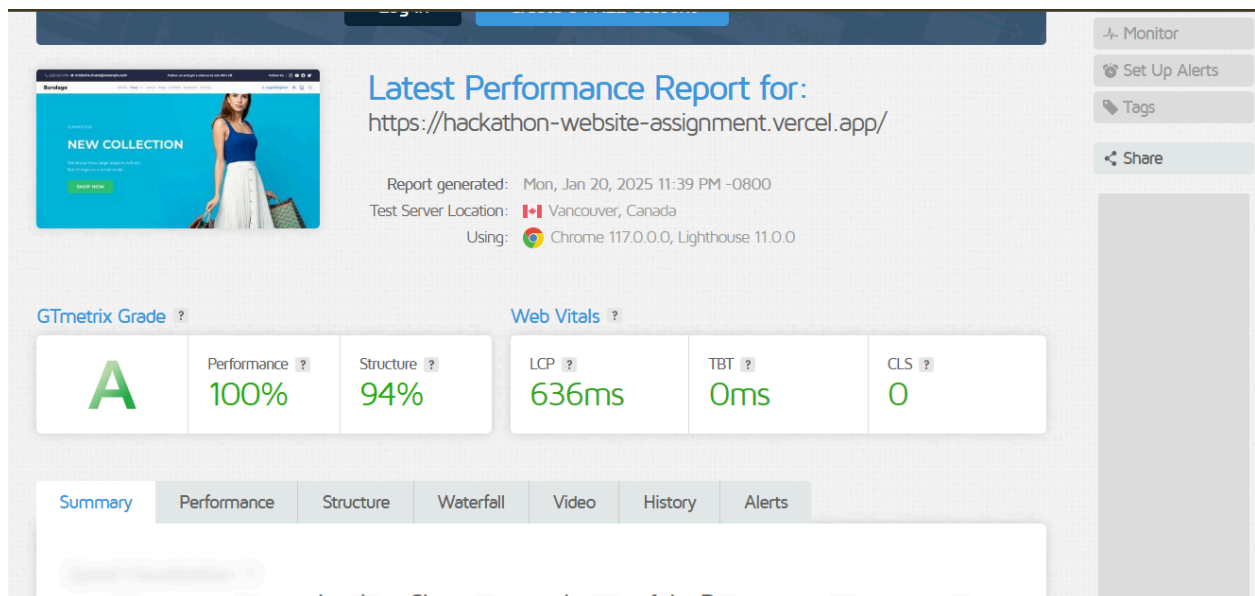 Monitor
Set Up Alerts
Tags
Share
Bandage
NEW COLLECTION
SHOP NOW
Latest Performance Report for:
https://hackathon-website-assignment.vercel.app/
Report generated: Mon, Jan 20, 2025 11:39 PM -0800
Test Server Location: Vancouver, Canada
Using: Chrome 117.0.0.0, Lighthouse 11.0.0
GTmetrix Grade ?
Web Vitals ?
A
Performance ?
100%
Structure ?
94%
LCP ?
636ms
TBT ?
0ms
CLS ?
0
Summary Performance Structure Waterfall Video History Alerts